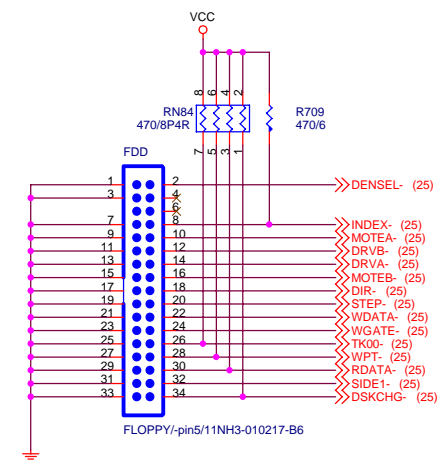 VCC
8 6 4 2
RN84
470/8P4R
R709
470/6
7 5 3 1
FDD
1 2 DENSEL- (25)
3 4
6
7 8 INDEX- (25)
9 10 MOTEA- (25)
11 12 DRVB- (25)
13 14 DRVA- (25)
15 16 MOTEB- (25)
17 18 DIR- (25)
19 20 STEP- (25)
21 22 WDATA- (25)
23 24 WGATE- (25)
25 26 TK00- (25)
27 28 WPT- (25)
29 30 RDATA- (25)
31 32 SIDE1- (25)
33 34 DSKCHG- (25)
FLOPPY/-pin5/11NH3-010217-B6